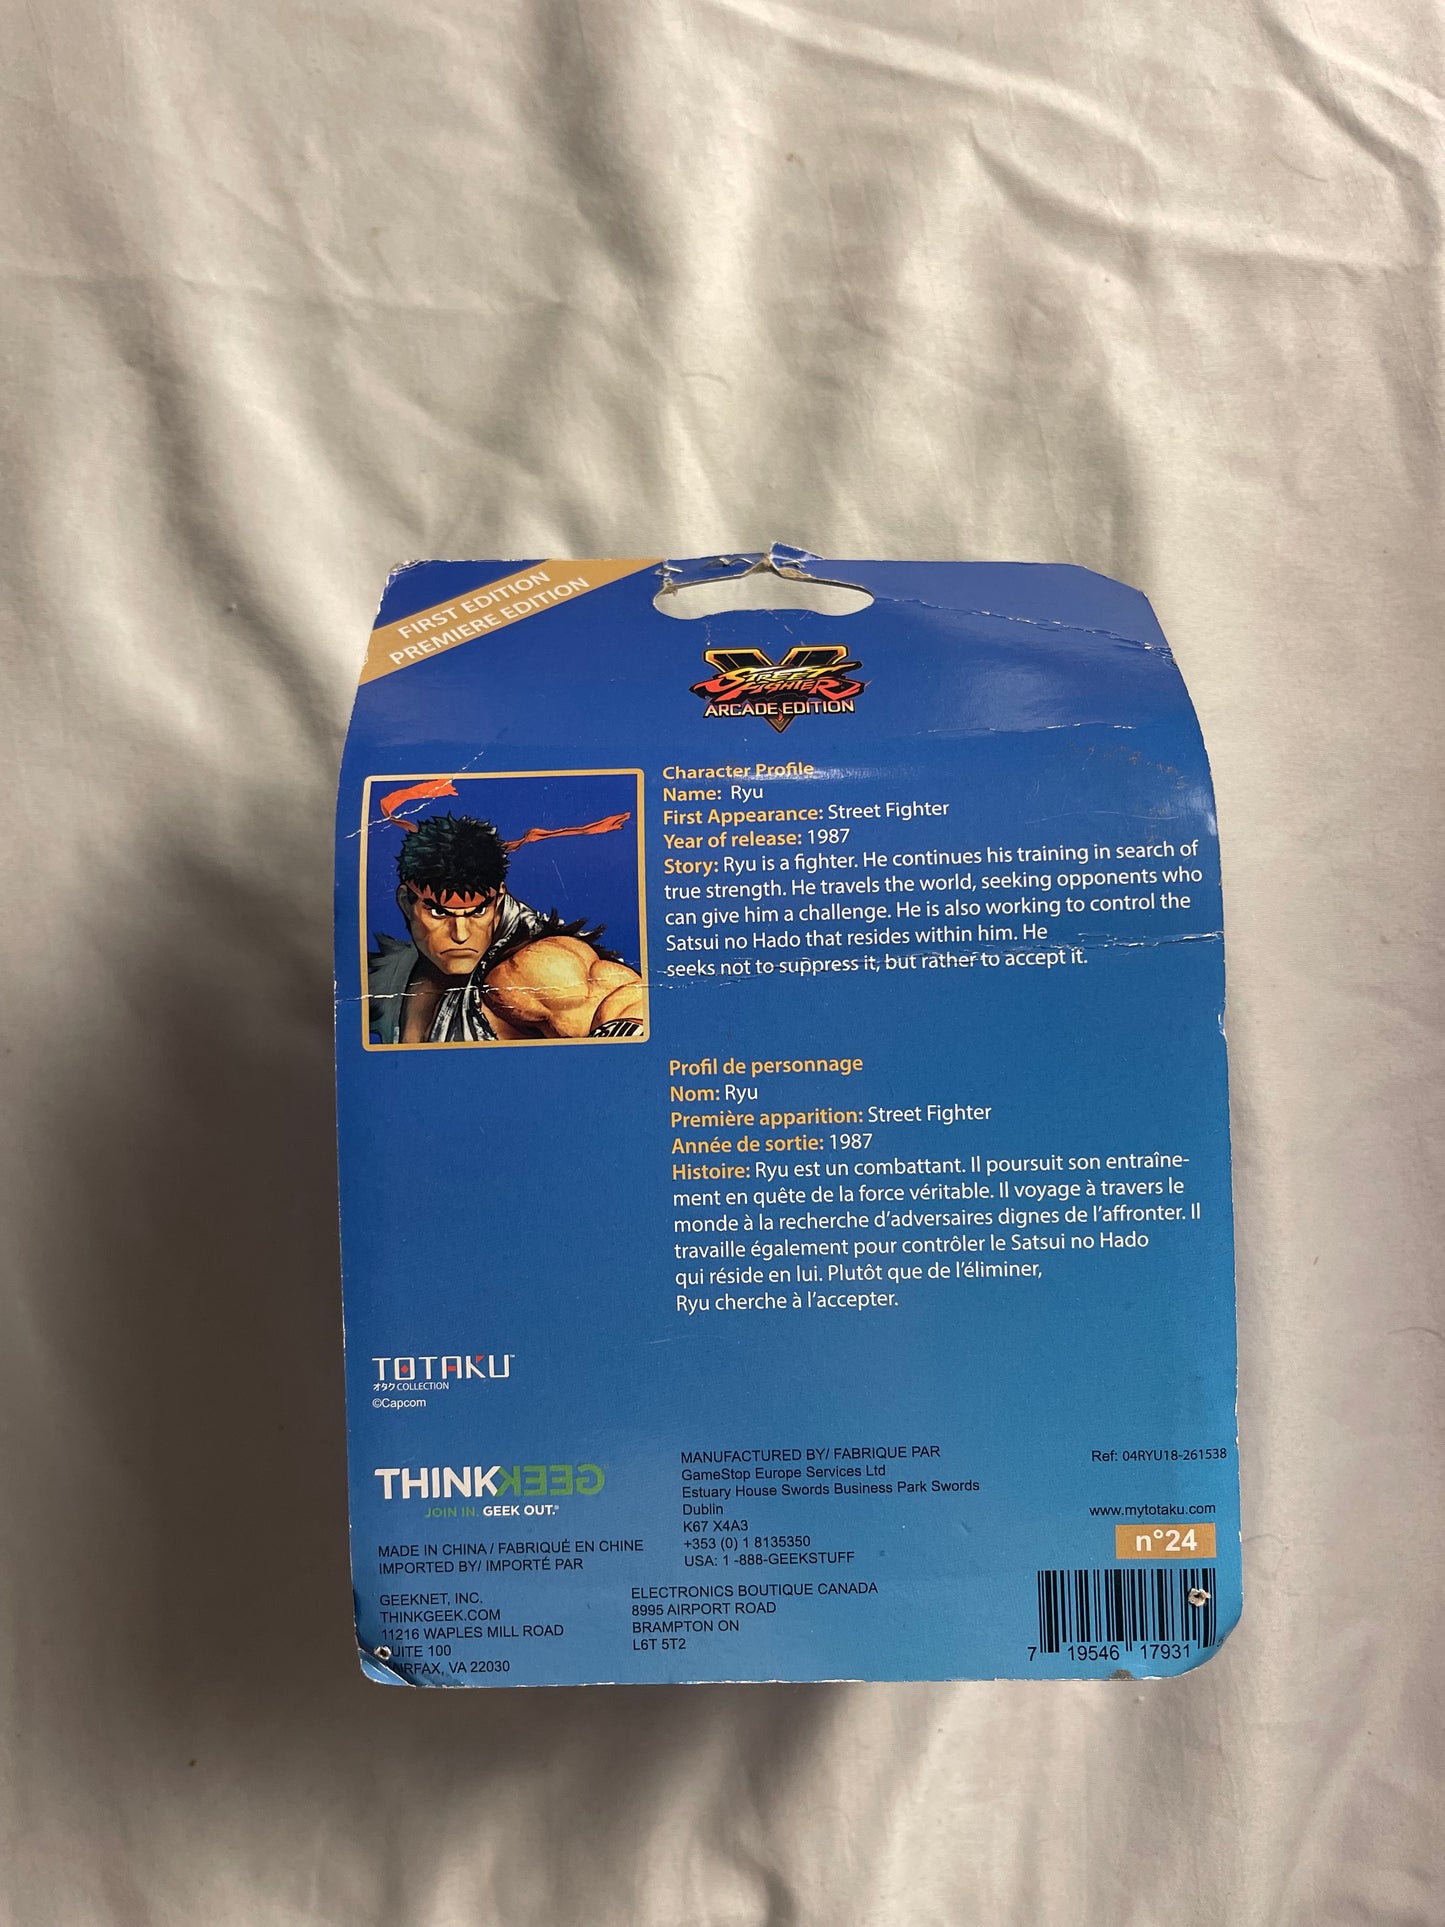 FIRST EDITION
PREMIERE EDITION
V
STREET
FIGHTER
ARCADE EDITION
Character Profile
Name: Ryu
First Appearance: Street Fighter
Year of release: 1987
Story: Ryu is a fighter. He continues his training in search of
true strength. He travels the world, seeking opponents who
can give him a challenge. He is also working to control the
Satsui no Hado that resides within him. He
seeks not to suppress it, but rather to accept it.
Profil de personnage
Nom: Ryu
Première apparition: Street Fighter
Année de sortie: 1987
Histoire: Ryu est un combattant. Il poursuit son entraîne-
ment en quête de la force véritable. Il voyage à travers le
monde à la recherche d'adversaires dignes de l'affronter. Il
travaille également pour contrôler le Satsui no Hado
qui réside en lui. Plutôt que de l'éliminer,
Ryu cherche à l'accepter.
TOTAKU™
オタク COLLECTION
©Capcom
THINKGEEK
JOIN IN. GEEK OUT.®
MADE IN CHINA / FABRIQUÉ EN CHINE
IMPORTED BY/ IMPORTÉ PAR
GEEKNET, INC.
THINKGEEK.COM
11216 WAPLES MILL ROAD
UITE 100
AIRFAX, VA 22030
MANUFACTURED BY/ FABRIQUE PAR
GameStop Europe Services Ltd
Estuary House Swords Business Park Swords
Dublin
K67 X4A3
+353 (0) 1 8135350
USA: 1 -888-GEEKSTUFF
ELECTRONICS BOUTIQUE CANADA
8995 AIRPORT ROAD
BRAMPTON ON
L6T 5T2
Ref: 04RYU18-261538
www.mytotaku.com
n°24
7 19546 17931 5